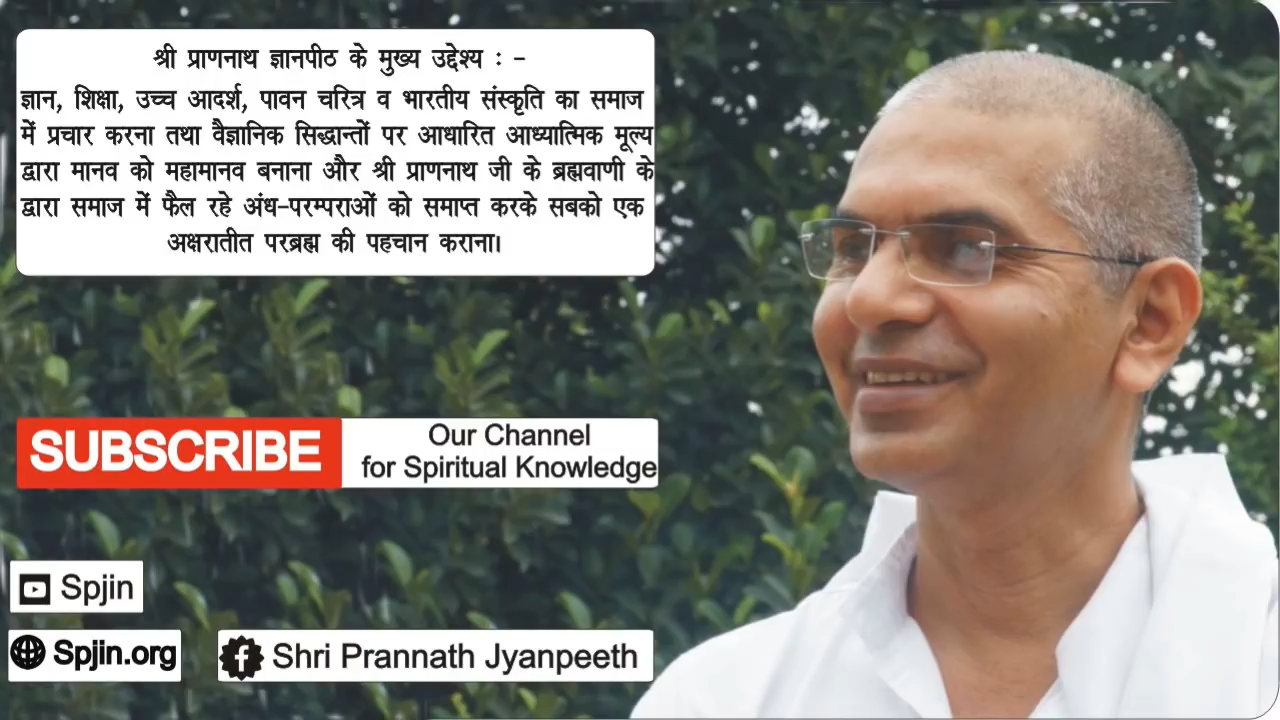 श्री प्राणनाथ ज्ञानपीठ के मुख्य उद्देश्य : -
ज्ञान, शिक्षा, उच्च आदर्श, पावन चरित्र व भारतीय संस्कृति का समाज
में प्रचार करना तथा वैज्ञानिक सिद्धान्तों पर आधारित आध्यात्मिक मूल्य
द्वारा मानव को महामानव बनाना और श्री प्राणनाथ जी के ब्रह्मवाणी के
द्वारा समाज में फैल रहे अंध-परम्पराओं को समाप्त करके सबको एक
अक्षरातीत परब्रह्म की पहचान कराना।
SUBSCRIBE
Our Channel
for Spiritual Knowledge
Spjin
Spjin.org
Shri Prannath Jyanpeeth